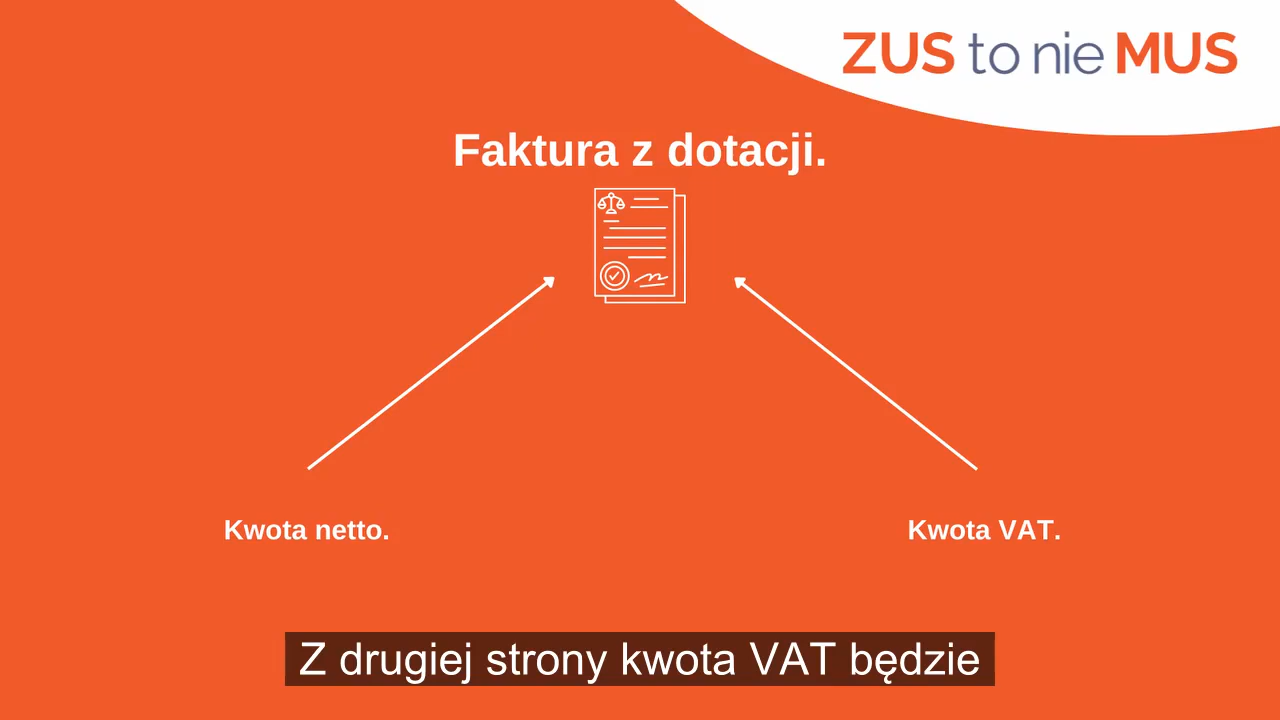 ZUS to nie MUS
Faktura z dotacji.
Kwota netto.
Kwota VAT.
Z drugiej strony kwota VAT będzie